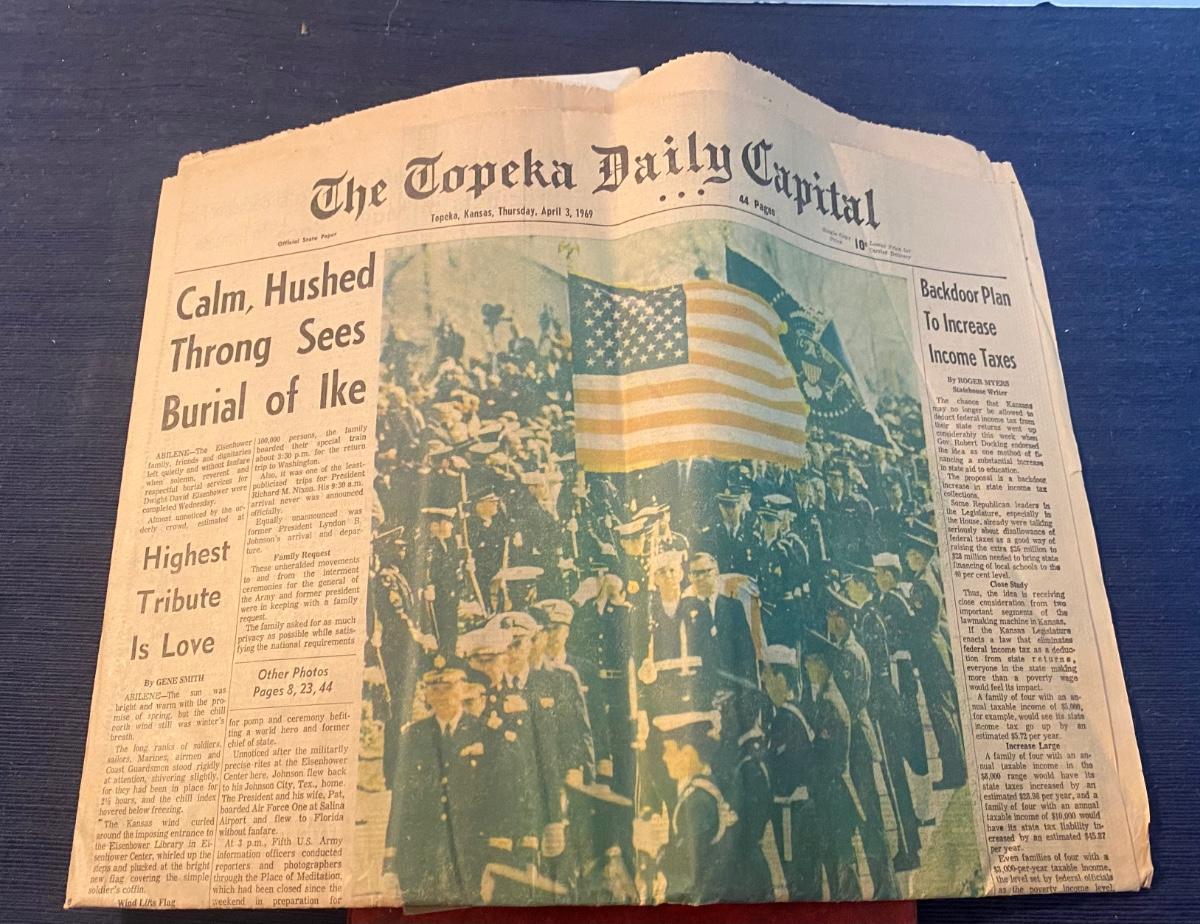 The Topeka Daily Capital
Official State Paper
Topeka, Kansas, Thursday, April 3, 1969
• • •
44 Pages
Single Copy Price
10¢
Lower Price for Carrier Delivery
Calm, Hushed
Throng Sees
Burial of Ike
ABILENE—The Eisenhower
family, friends and dignitaries
left quietly and without fanfare
when solemn, reverent and
respectful burial services for
Dwight David Eisenhower were
completed Wednesday.
Almost unnoticed by the or-
derly crowd, estimated at
100,000 persons, the family
boarded their special train
about 3:30 p.m. for the return
trip to Washington.
Also, it was one of the least-
publicized trips for President
Richard M. Nixon. His 9:30 a.m.
arrival never was announced
officially.
Equally unannounced was
former President Lyndon B.
Johnson's arrival and depar-
ture.
Family Request
These unheralded movements
to and from the interment
ceremonies for the general of
the Army and former president
were in keeping with a family
request.
The family asked for as much
privacy as possible while satis-
fying the national requirements
Other Photos
Pages 8, 23, 44
for pomp and ceremony befit-
ting a world hero and former
chief of state.
Unnoticed after the militarily
precise rites at the Eisenhower
Center here, Johnson flew back
to his Johnson City, Tex., home.
The President and his wife, Pat,
boarded Air Force One at Salina
Airport and flew to Florida
without fanfare.
At 3 p.m., Fifth U.S. Army
information officers conducted
reporters and photographers
through the Place of Meditation,
which had been closed since the
weekend in preparation for
Highest
Tribute
Is Love
By GENE SMITH
ABILENE—The sun was
bright and warm with the pro-
mise of spring, but the chill
north wind still was winter's
breath.
The long ranks of soldiers,
sailors, Marines, airmen and
Coast Guardsmen stood rigidly
at attention, shivering slightly,
for they had been in place for
2½ hours, and the chill index
hovered below freezing.
The Kansas wind curled
around the imposing entrance to
the Eisenhower Library in Ei-
senhower Center, whirled up the
steps and plucked at the bright
new flag covering the simple
soldier's coffin.
Wind Lifts Flag
Backdoor Plan
To Increase
Income Taxes
By ROGER MYERS
Statehouse Writer
The chance that Kansans
may no longer be allowed to
deduct federal income tax from
their state returns went up
considerably this week when
Gov. Robert Docking endorsed
the idea as one method of fi-
nancing a substantial increase
in state aid to education.
The proposal is a backdoor
increase in state income tax
collections.
Some Republican leaders in
the Legislature, especially in
the House, already were talking
seriously about disallowance of
federal taxes as a good way of
raising the extra $26 million to
$28 million needed to bring state
financing of local schools to the
40 per cent level.
Close Study
Thus, the idea is receiving
close consideration from two
important segments of the
lawmaking machine in Kansas.
If the Kansas Legislature
enacts a law that eliminates
federal income tax as a deduc-
tion from state returns,
everyone in the state making
more than a poverty wage
would feel its impact.
A family of four with an an-
nual taxable income of $5,000,
for example, would see its state
income tax go up by an
estimated $5.72 per year.
Increase Large
A family of four with an an-
nual taxable income in the
$8,000 range would have its
state taxes increased by an
estimated $28.98 per year, and a
family of four with an annual
taxable income of $10,000 would
have its state tax liability in-
creased by an estimated $45.87
per year.
Even families of four with a
$3,000-per-year taxable income,
the level set by federal officials
as the poverty income level,